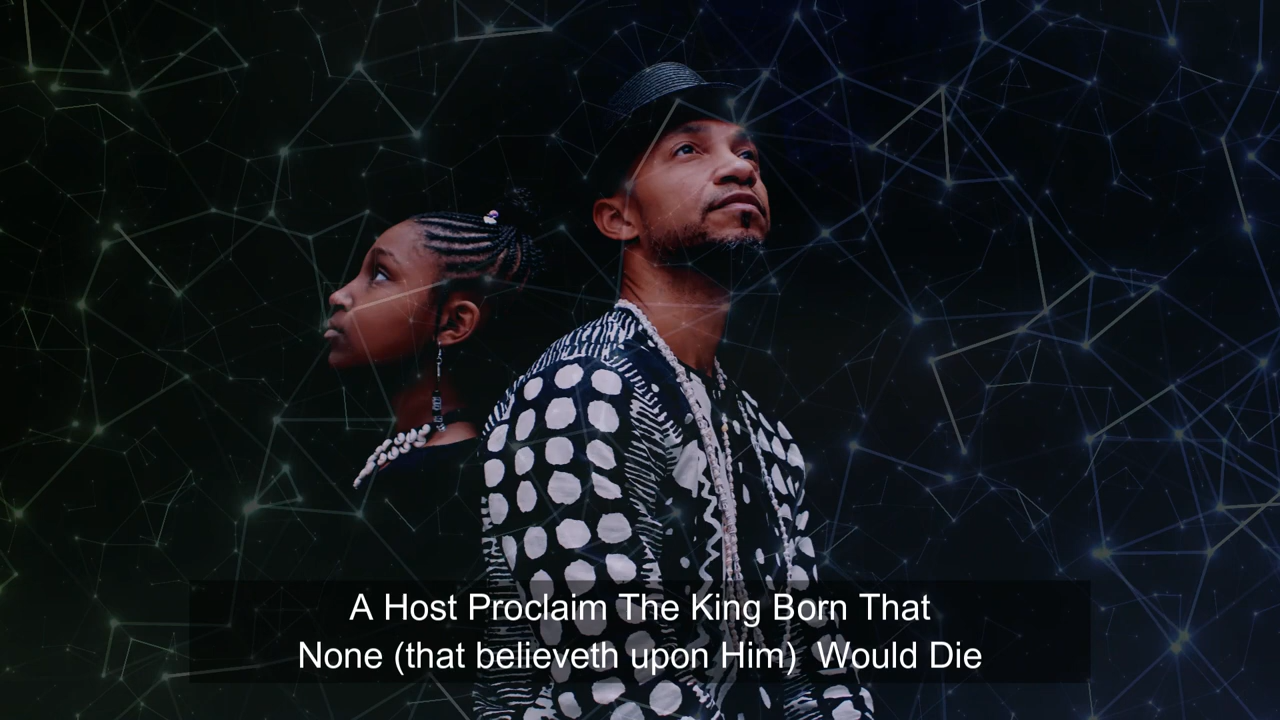 A Host Proclaim The King Born That
None (that believeth upon Him)  Would Die